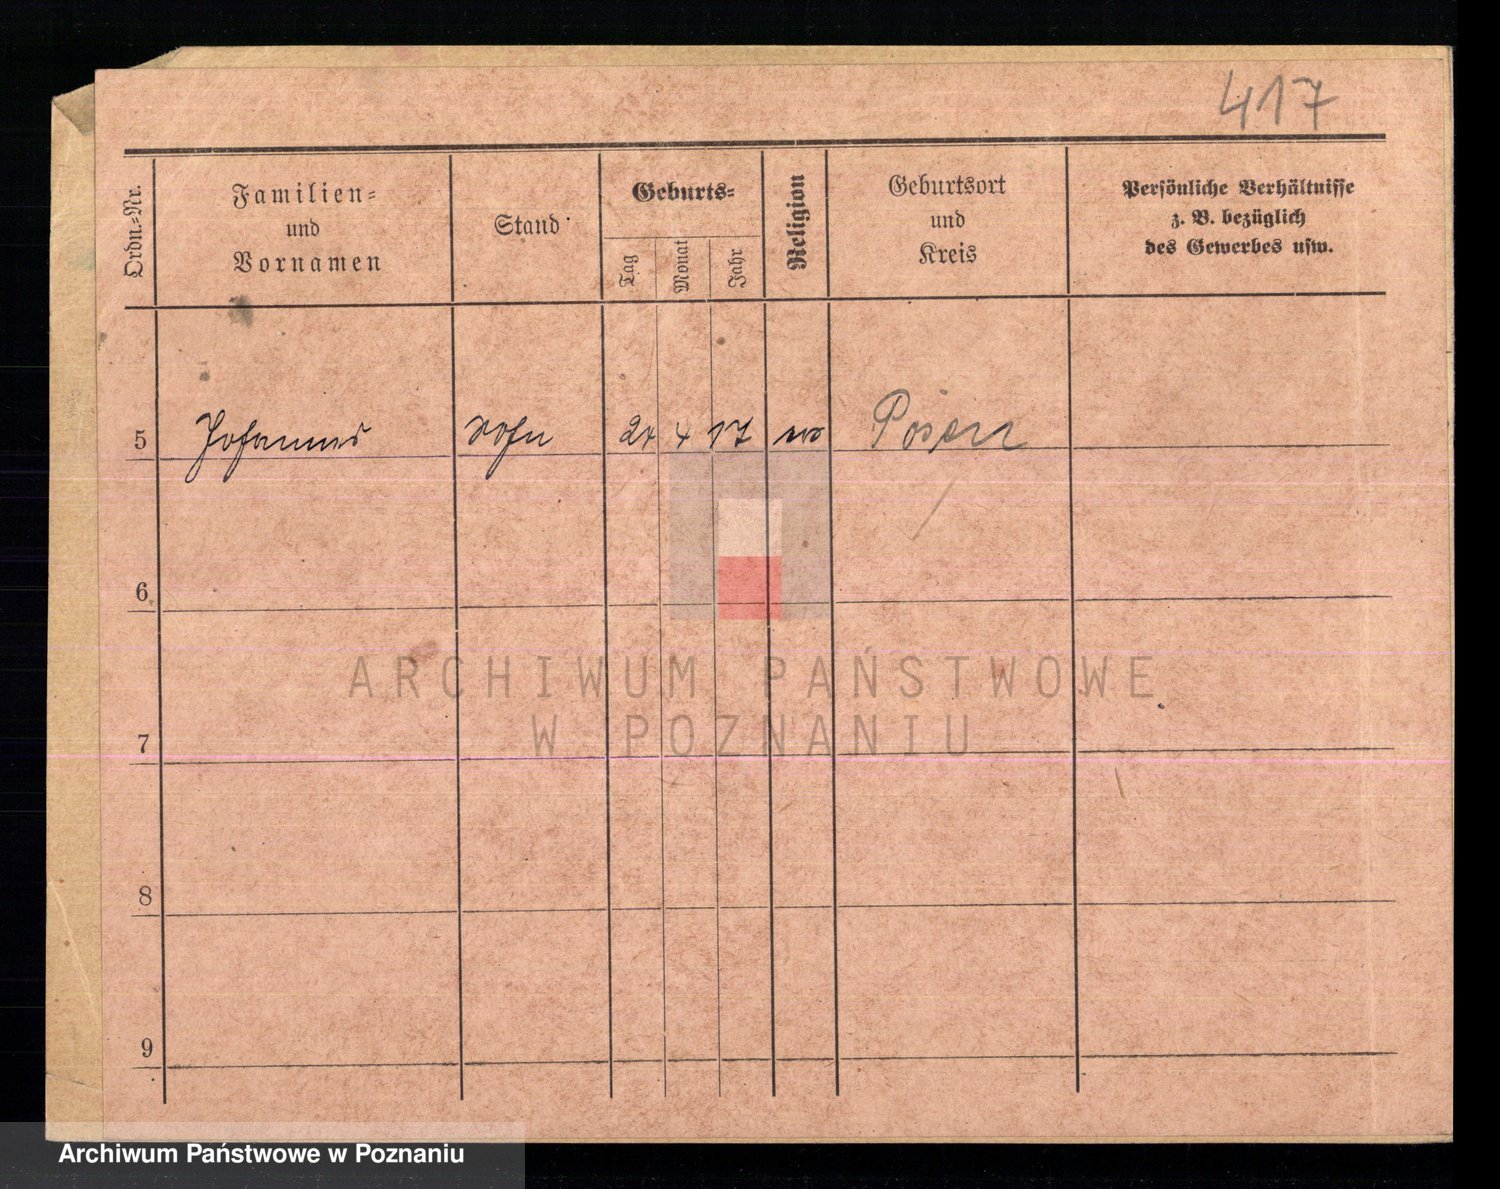 417
Ordn.=Nr.
Familien=
und
Vornamen
Stand
Geburts=
Tag
Monat
Jahr
Religion
Geburtsort
und
Kreis
Persönliche Verhältnisse
z. B. bezüglich
des Gewerbes usw.
5 Johannes Sohn 4 17 Posen
6
7
8
9
ARCHIWUM PAŃSTWOWE
W POZNANIU
Archiwum Państwowe w Poznaniu